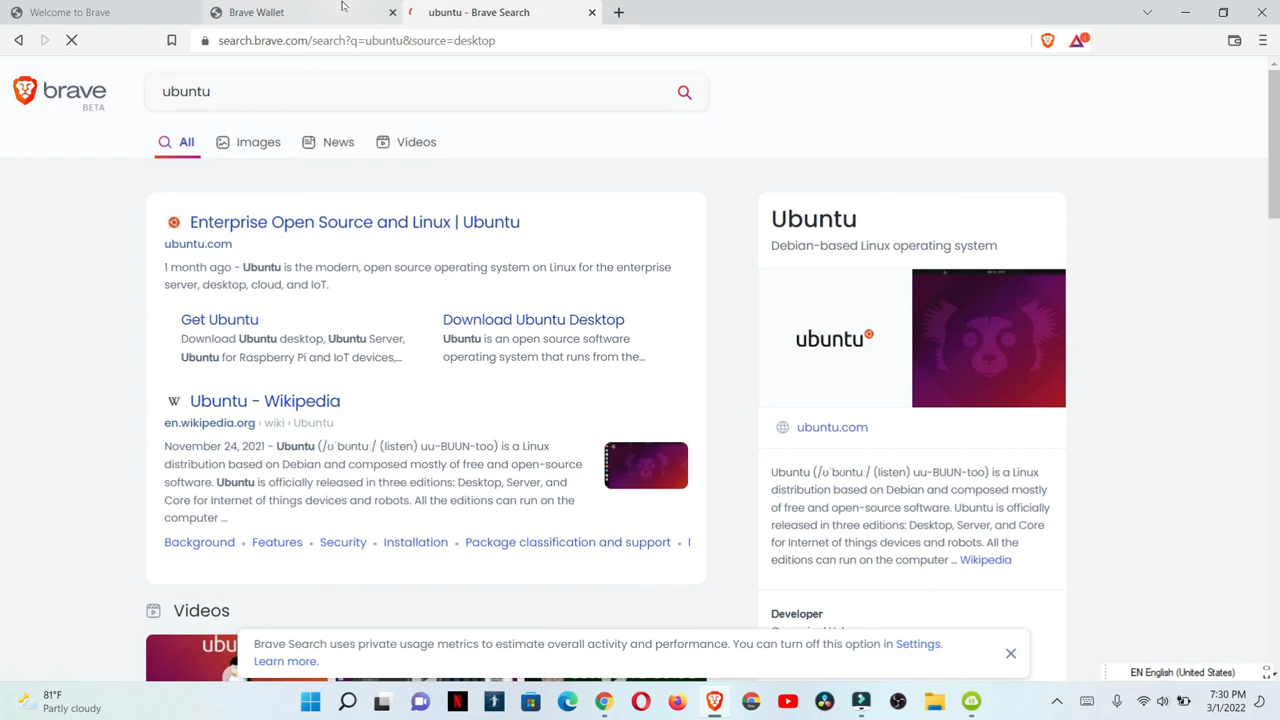 Welcome to Brave
Brave Wallet
ubuntu - Brave Search
search.brave.com/search?q=ubuntu&source=desktop
brave
BETA
ubuntu
All
Images
News
Videos
Enterprise Open Source and Linux | Ubuntu
ubuntu.com
1 month ago - Ubuntu is the modern, open source operating system on Linux for the enterprise
server, desktop, cloud, and IoT.
Get Ubuntu
Download Ubuntu desktop, Ubuntu Server,
Ubuntu for Raspberry Pi and IoT devices,...
Download Ubuntu Desktop
Ubuntu is an open source software
operating system that runs from the...
W
Ubuntu - Wikipedia
en.wikipedia.org › wiki › Ubuntu
November 24, 2021 - Ubuntu (/ʊˈbʊntuː/ (listen) uu-BUUN-too) is a Linux
distribution based on Debian and composed mostly of free and open-source
software. Ubuntu is officially released in three editions: Desktop, Server, and
Core for Internet of things devices and robots. All the editions can run on the
computer ...
Background • Features • Security • Installation • Package classification and support •
Videos
ubu
Ubuntu
Debian-based Linux operating system
ubuntu
ubuntu.com
Ubuntu (/ʊˈbʊntuː/ (listen) uu-BUUN-too) is a Linux
distribution based on Debian and composed mostly
of free and open-source software. Ubuntu is officially
released in three editions: Desktop, Server, and Core
for Internet of things devices and robots. All the
editions can run on the computer ... Wikipedia
Developer
Brave Search uses private usage metrics to estimate overall activity and performance. You can turn off this option in Settings.
Learn more.
EN English (United States)
81°F
Partly cloudy
7:30 PM
3/1/2022